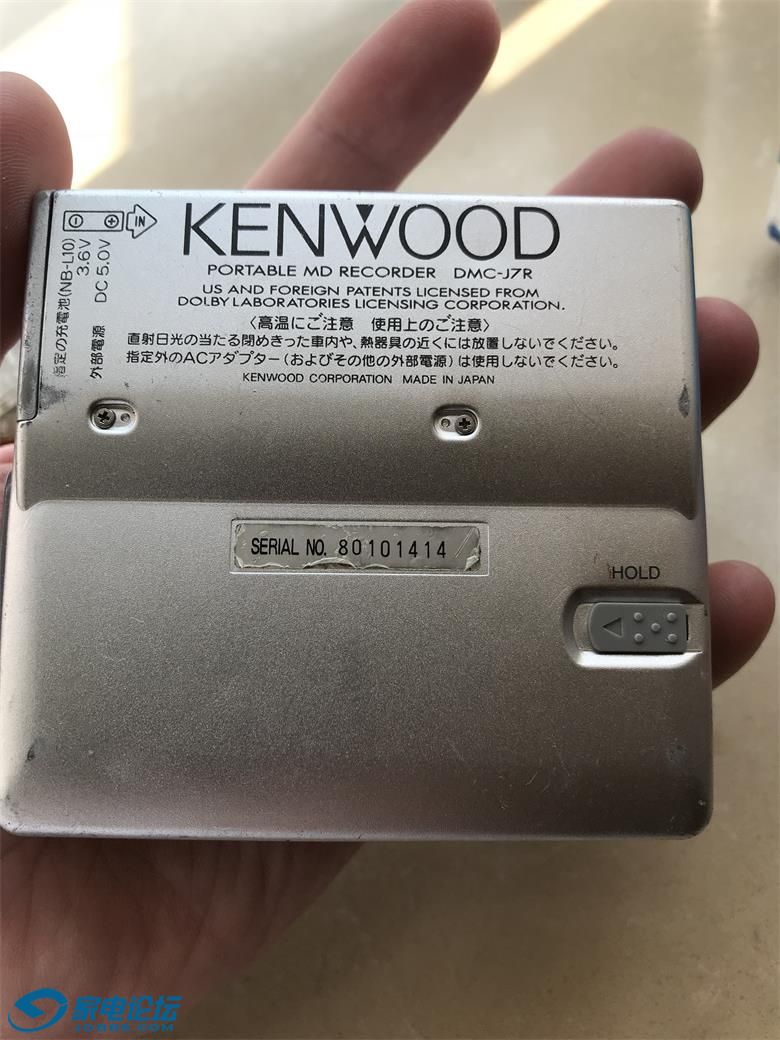 KENWOOD
PORTABLE MD RECORDER DMC-J7R
US AND FOREIGN PATENTS LICENSED FROM
DOLBY LABORATORIES LICENSING CORPORATION.
〈高温にご注意 使用上のご注意〉
直射日光の当たる閉めきった車内や、熱器具の近くには放置しないでください。
指定外のACアダプター(およびその他の外部電源)は使用しないでください。
KENWOOD CORPORATION MADE IN JAPAN
IN
指定の充電池(NB-L10)
3.6V
外部電源 DC 5.0V
SERIAL NO. 80101414
HOLD
家电论坛